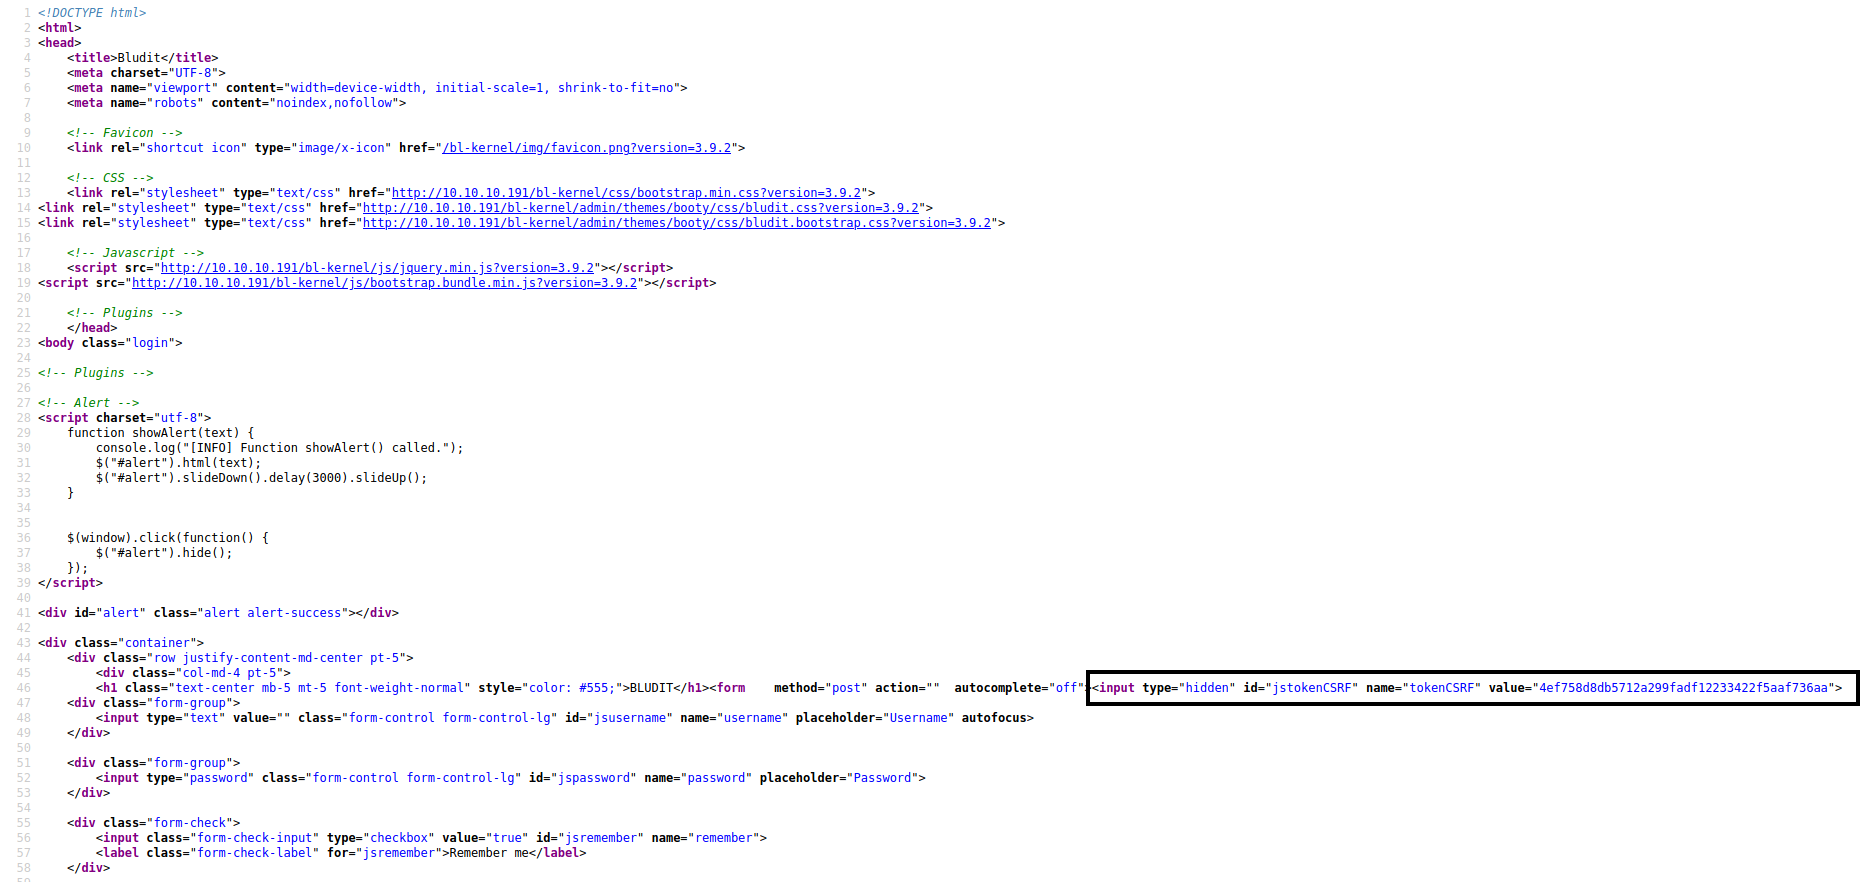 1 <!DOCTYPE html>
2 <html>
3 <head>
4     <title>Bludit</title>
5     <meta charset="UTF-8">
6     <meta name="viewport" content="width=device-width, initial-scale=1, shrink-to-fit=no">
7     <meta name="robots" content="noindex,nofollow">
8
9     <!-- Favicon -->
10     <link rel="shortcut icon" type="image/x-icon" href="/bl-kernel/img/favicon.png?version=3.9.2">
11
12     <!-- CSS -->
13     <link rel="stylesheet" type="text/css" href="http://10.10.10.191/bl-kernel/css/bootstrap.min.css?version=3.9.2">
14 <link rel="stylesheet" type="text/css" href="http://10.10.10.191/bl-kernel/admin/themes/booty/css/bludit.css?version=3.9.2">
15 <link rel="stylesheet" type="text/css" href="http://10.10.10.191/bl-kernel/admin/themes/booty/css/bludit.bootstrap.css?version=3.9.2">
16
17     <!-- Javascript -->
18     <script src="http://10.10.10.191/bl-kernel/js/jquery.min.js?version=3.9.2"></script>
19 <script src="http://10.10.10.191/bl-kernel/js/bootstrap.bundle.min.js?version=3.9.2"></script>
20
21     <!-- Plugins -->
22     </head>
23 <body class="login">
24
25 <!-- Plugins -->
26
27 <!-- Alert -->
28 <script charset="utf-8">
29     function showAlert(text) {
30         console.log("[INFO] Function showAlert() called.");
31         $("#alert").html(text);
32         $("#alert").slideDown().delay(3000).slideUp();
33     }
34
35
36     $(window).click(function() {
37         $("#alert").hide();
38     });
39 </script>
40
41 <div id="alert" class="alert alert-success"></div>
42
43 <div class="container">
44     <div class="row justify-content-md-center pt-5">
45         <div class="col-md-4 pt-5">
46         <h1 class="text-center mb-5 mt-5 font-weight-normal" style="color: #555;">BLUDIT</h1><form    method="post" action=""  autocomplete="off"><input type="hidden" id="jstokenCSRF" name="tokenCSRF" value="4ef758d8db5712a299fadf12233422f5aaf736aa">
47     <div class="form-group">
48         <input type="text" value="" class="form-control form-control-lg" id="jsusername" name="username" placeholder="Username" autofocus>
49     </div>
50
51     <div class="form-group">
52         <input type="password" class="form-control form-control-lg" id="jspassword" name="password" placeholder="Password">
53     </div>
54
55     <div class="form-check">
56         <input class="form-check-input" type="checkbox" value="true" id="jsremember" name="remember">
57         <label class="form-check-label" for="jsremember">Remember me</label>
58     </div>
59